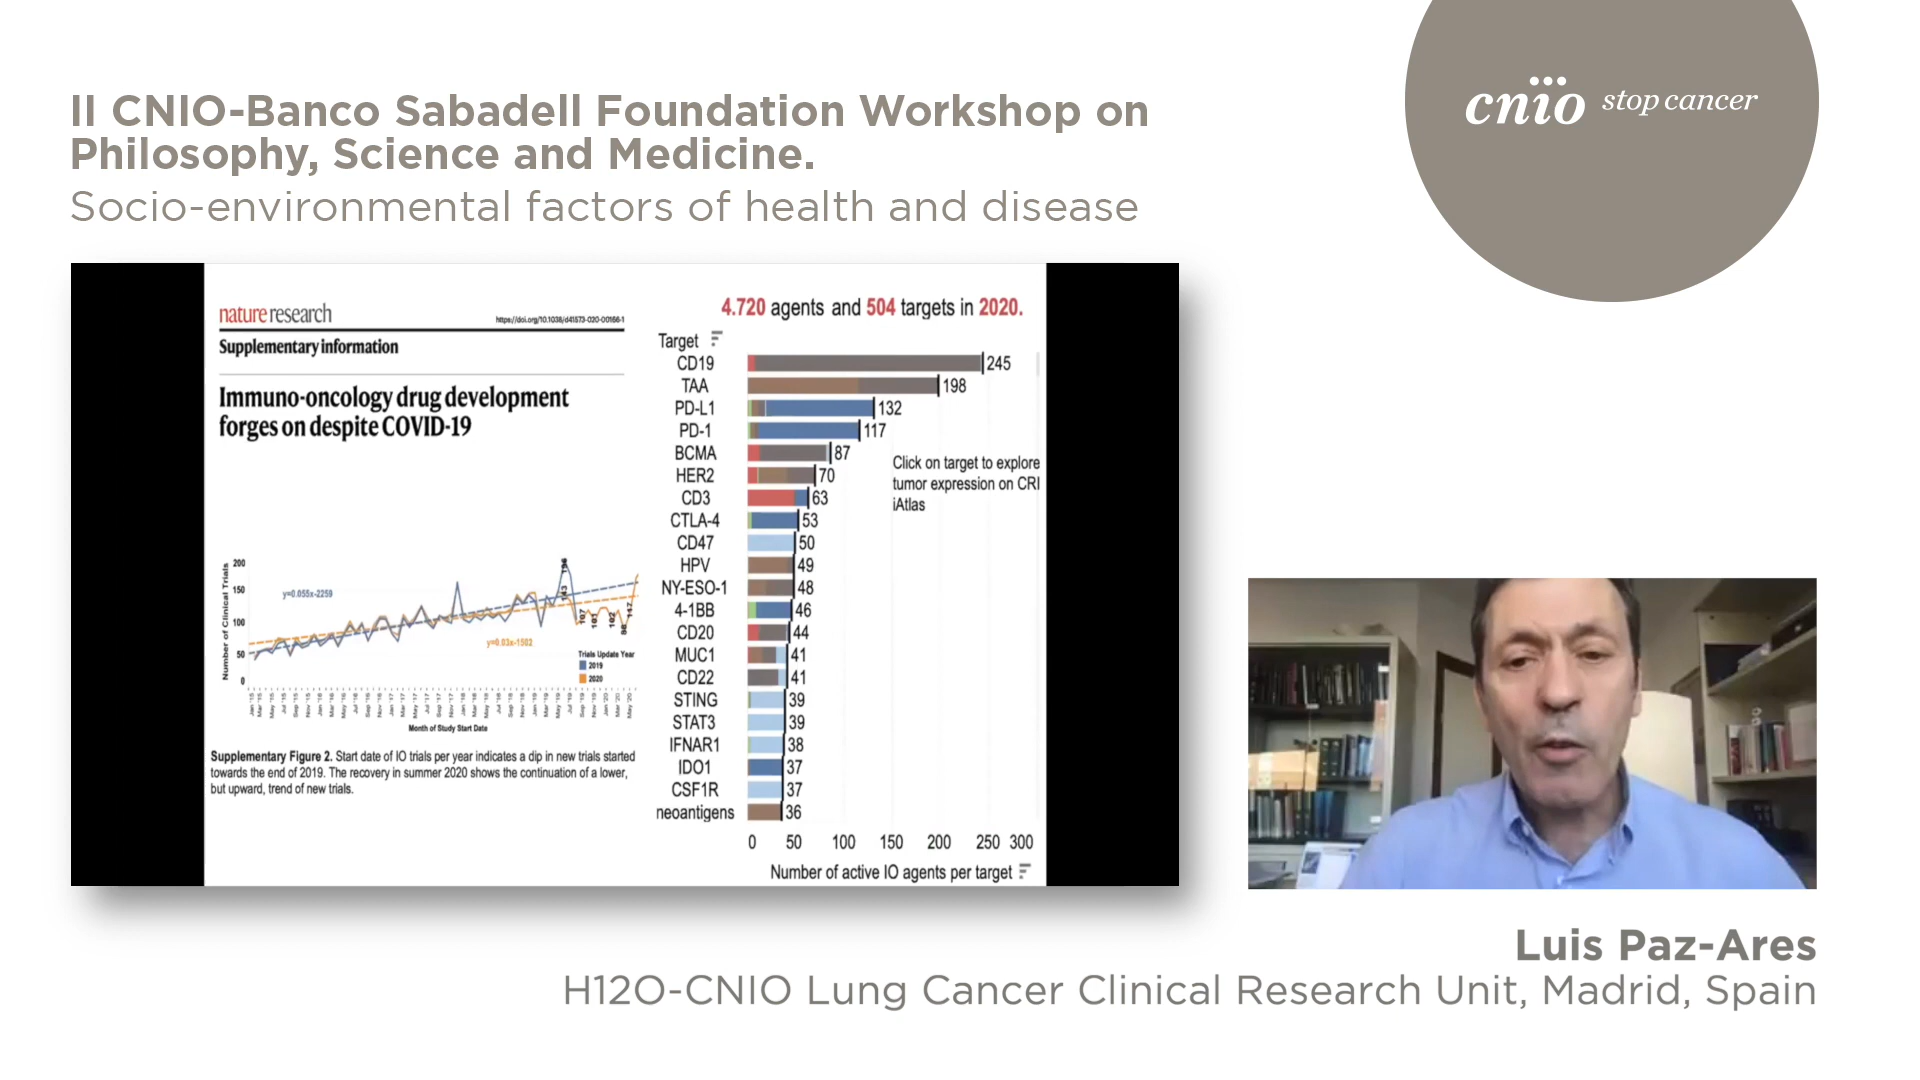 II CNIO-Banco Sabadell Foundation Workshop on
Philosophy, Science and Medicine.
Socio-environmental factors of health and disease
cnio stop cancer
nature research
https://doi.org/10.1038/d41573-020-00166-1
Supplementary information
Immuno-oncology drug development
forges on despite COVID-19
Number of Clinical Trials
200
150
100
50
0
y=0.055x-2259
y=0.03x-1502
143
107
101
102
88
117
Trials Update Year
2019
2020
Month of Study Start Date
Supplementary Figure 2. Start date of IO trials per year indicates a dip in new trials started
towards the end of 2019. The recovery in summer 2020 shows the continuation of a lower,
but upward, trend of new trials.
4.720 agents and 504 targets in 2020.
Target
CD19 245
TAA 198
PD-L1 132
PD-1 117
BCMA 87
HER2 70
CD3 63
CTLA-4 53
CD47 50
HPV 49
NY-ESO-1 48
4-1BB 46
CD20 44
MUC1 41
CD22 41
STING 39
STAT3 39
IFNAR1 38
IDO1 37
CSF1R 37
neoantigens 36
Click on target to explore
tumor expression on CRI
iAtlas
0 50 100 150 200 250 300
Number of active IO agents per target
Luis Paz-Ares
H12O-CNIO Lung Cancer Clinical Research Unit, Madrid, Spain